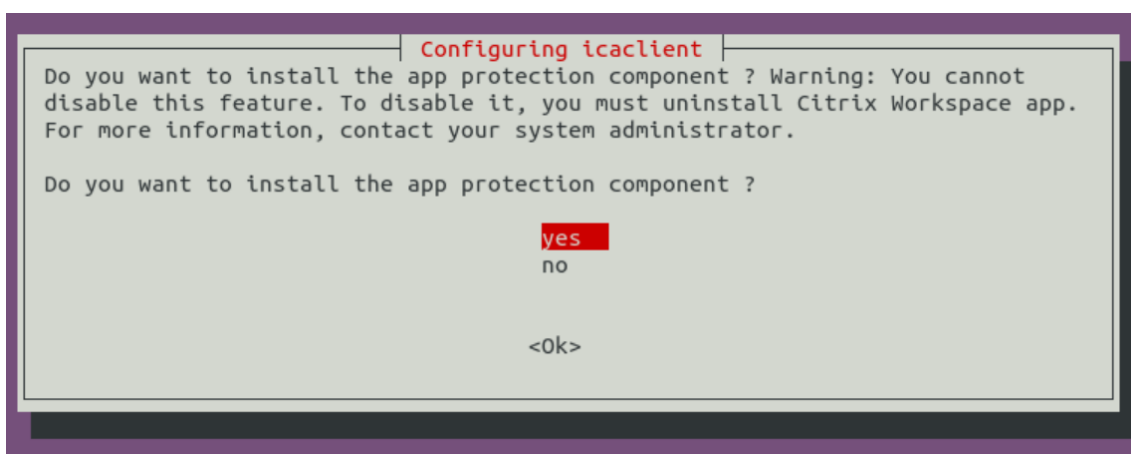 Configuring icaclient
Do you want to install the app protection component ? Warning: You cannot
disable this feature. To disable it, you must uninstall Citrix Workspace app.
For more information, contact your system administrator.
Do you want to install the app protection component ?
yes
no
<Ok>